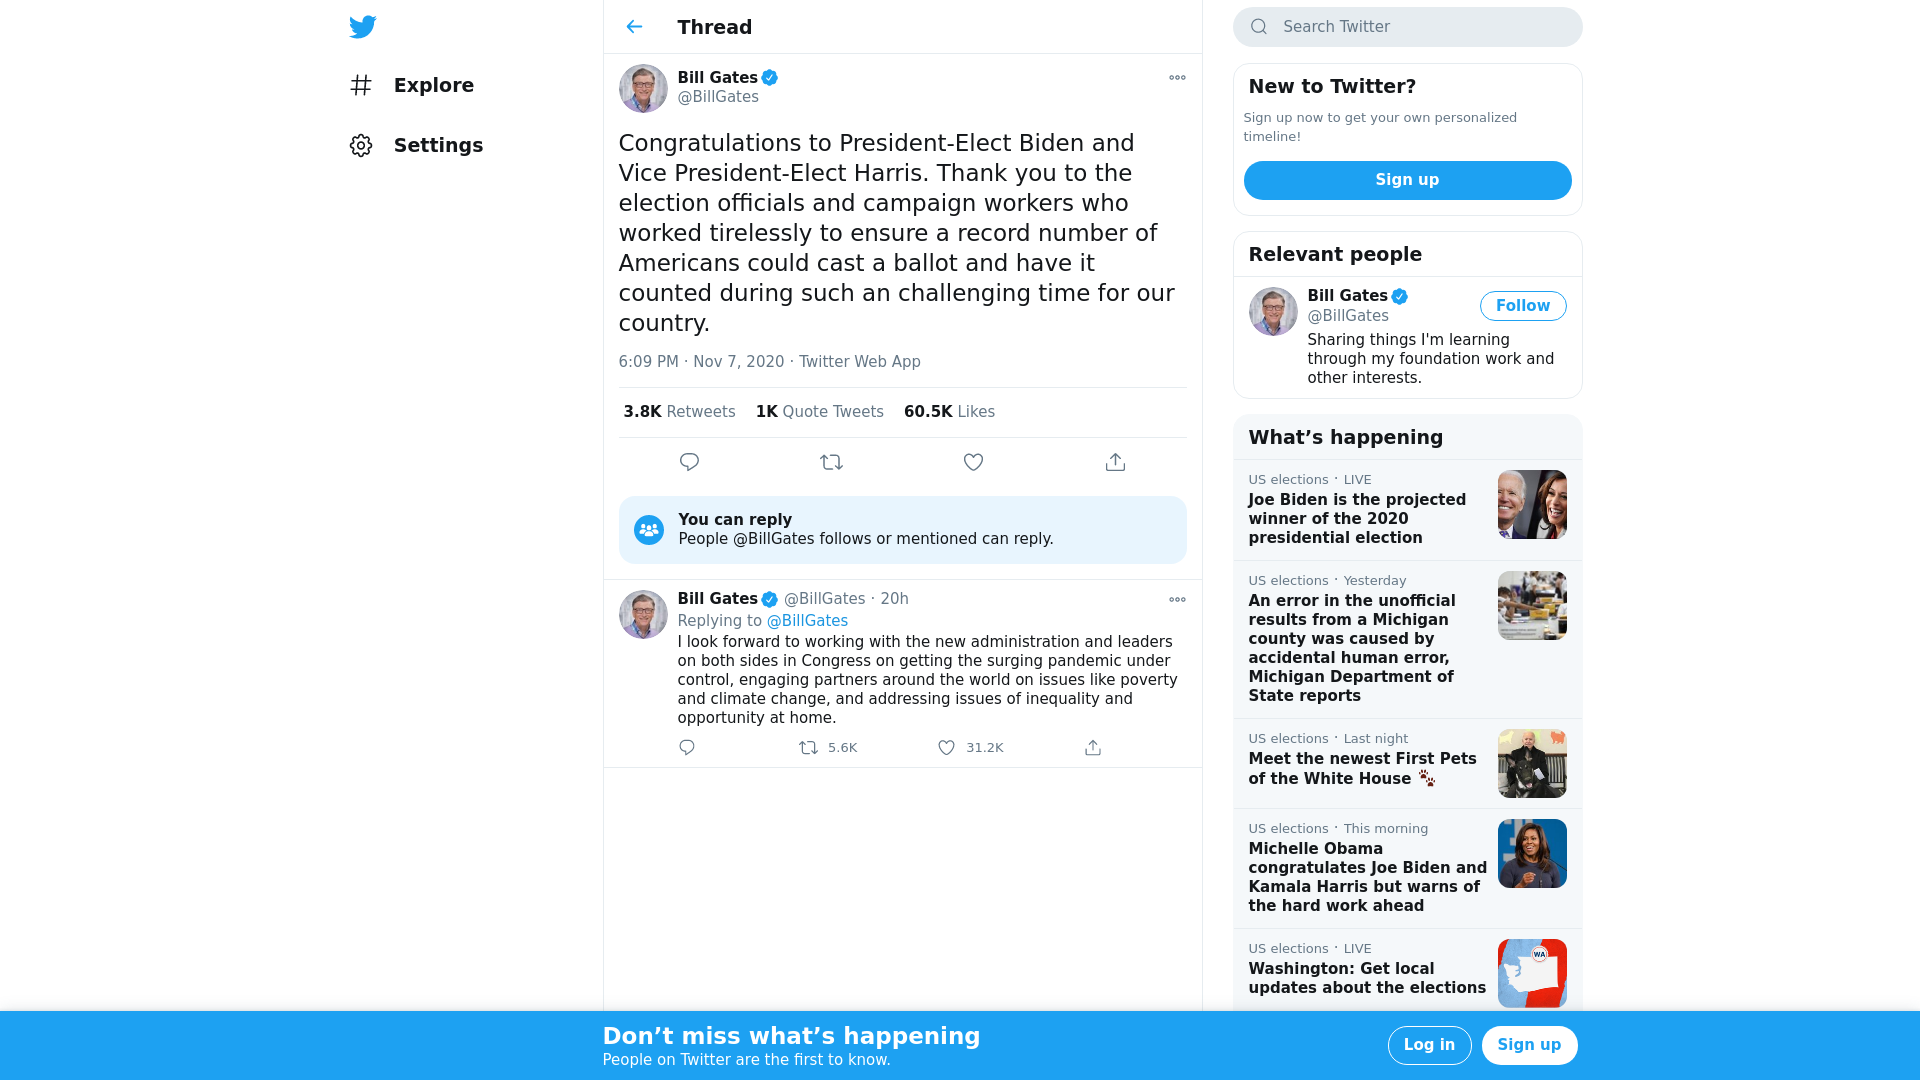 Explore
Settings
Thread
Bill Gates
@BillGates
Congratulations to President-Elect Biden and
Vice President-Elect Harris. Thank you to the
election officials and campaign workers who
worked tirelessly to ensure a record number of
Americans could cast a ballot and have it
counted during such an challenging time for our
country.
6:09 PM · Nov 7, 2020 · Twitter Web App
3.8K Retweets 1K Quote Tweets 60.5K Likes
You can reply
People @BillGates follows or mentioned can reply.
Bill Gates @BillGates · 20h
Replying to @BillGates
I look forward to working with the new administration and leaders
on both sides in Congress on getting the surging pandemic under
control, engaging partners around the world on issues like poverty
and climate change, and addressing issues of inequality and
opportunity at home.
5.6K 31.2K
Search Twitter
New to Twitter?
Sign up now to get your own personalized
timeline!
Sign up
Relevant people
Bill Gates
@BillGates
Follow
Sharing things I'm learning
through my foundation work and
other interests.
What’s happening
US elections · LIVE
Joe Biden is the projected
winner of the 2020
presidential election
US elections · Yesterday
An error in the unofficial
results from a Michigan
county was caused by
accidental human error,
Michigan Department of
State reports
US elections · Last night
Meet the newest First Pets
of the White House 🐾
US elections · This morning
Michelle Obama
congratulates Joe Biden and
Kamala Harris but warns of
the hard work ahead
US elections · LIVE
Washington: Get local
updates about the elections
WA
Don’t miss what’s happening
People on Twitter are the first to know.
Log in
Sign up